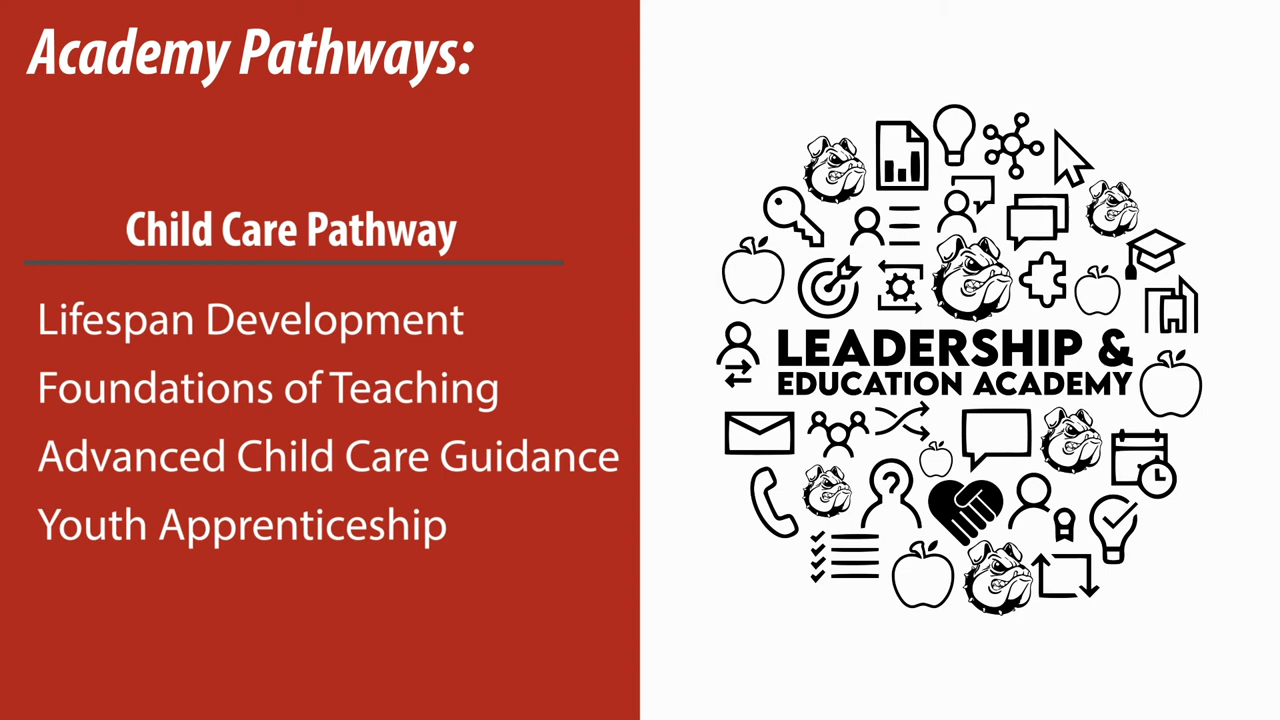 Academy Pathways:
Child Care Pathway
Lifespan Development
Foundations of Teaching
Advanced Child Care Guidance
Youth Apprenticeship
LEADERSHIP &
EDUCATION ACADEMY